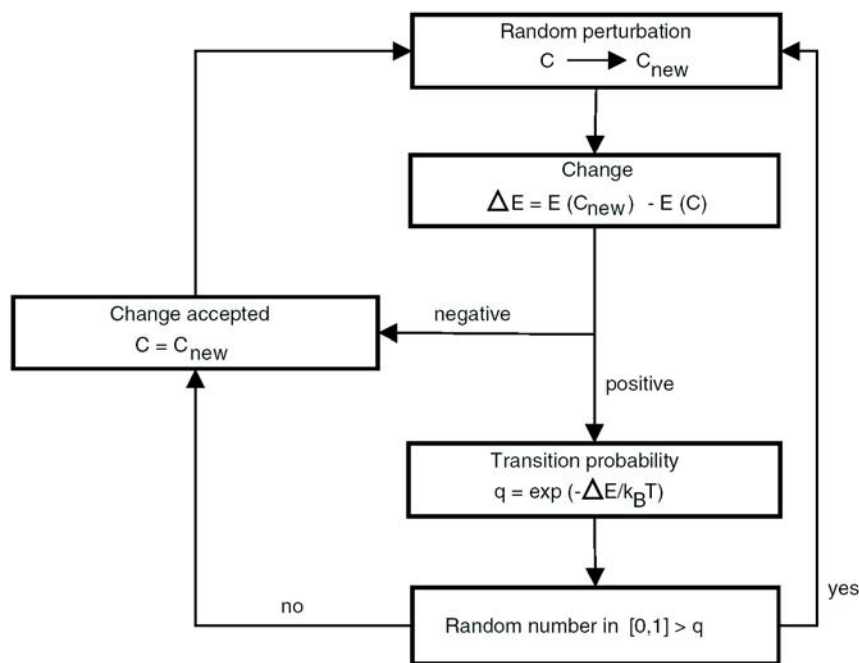 Random perturbation
C ⟶ C_new
Change
ΔE = E (C_new) - E (C)
negative
Change accepted
C = C_new
positive
Transition probability
q = exp (-ΔE/k_BT)
no
yes
Random number in [0,1] > q